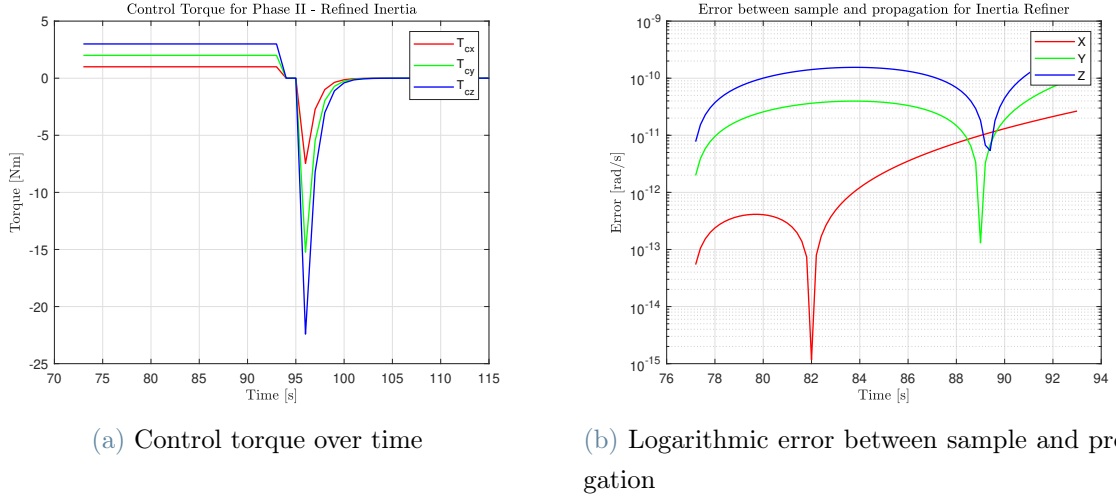 Control Torque for Phase II - Refined Inertia
5
0
-5
-10
-15
-20
-25
Torque [Nm]
T_cx
T_cy
T_cz
70 75 80 85 90 95 100 105 110 115
Time [s]
(a) Control torque over time
Error between sample and propagation for Inertia Refiner
10^-9
10^-10
10^-11
10^-12
10^-13
10^-14
10^-15
Error [rad/s]
X
Y
Z
76 78 80 82 84 86 88 90 92 94
Time [s]
(b) Logarithmic error between sample and pro
gation